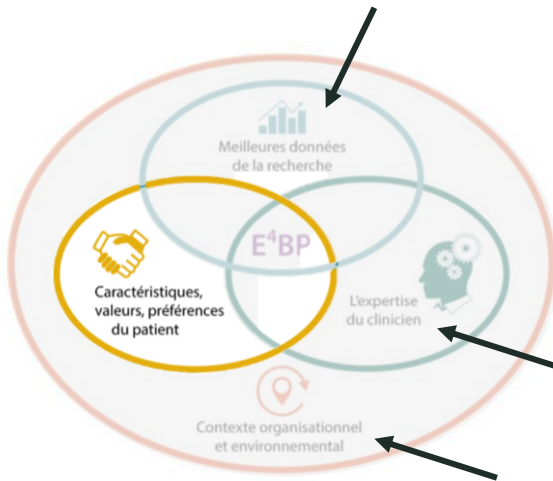 Meilleures données
de la recherche
E⁴BP
Caractéristiques,
valeurs, préférences
du patient
L'expertise
du clinicien
Contexte organisationnel
et environnemental